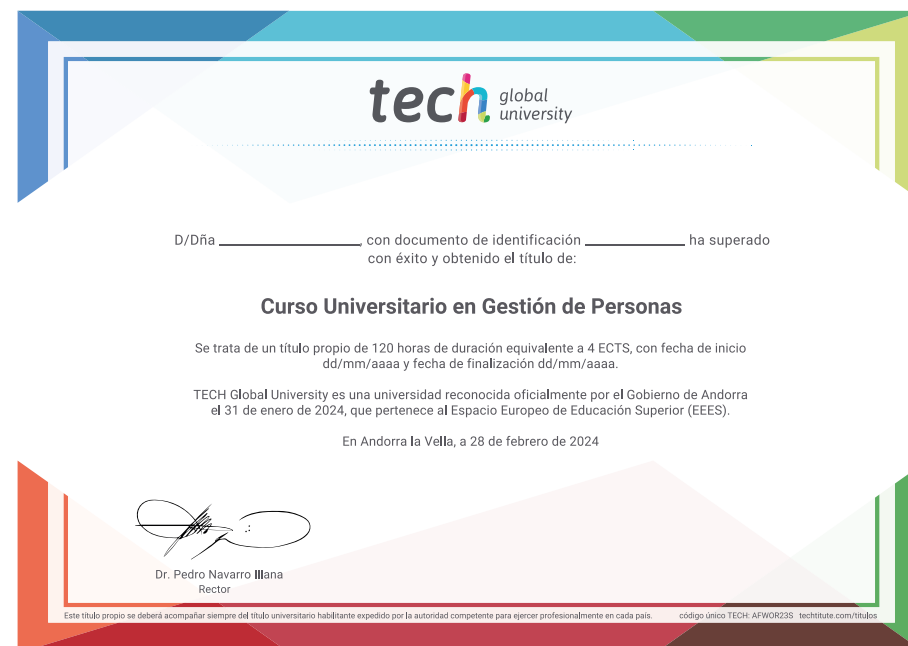 tech global university
D/Dña ______________________, con documento de identificación ______________ ha superado
con éxito y obtenido el título de:
Curso Universitario en Gestión de Personas
Se trata de un título propio de 120 horas de duración equivalente a 4 ECTS, con fecha de inicio
dd/mm/aaaa y fecha de finalización dd/mm/aaaa.
TECH Global University es una universidad reconocida oficialmente por el Gobierno de Andorra
el 31 de enero de 2024, que pertenece al Espacio Europeo de Educación Superior (EEES).
En Andorra la Vella, a 28 de febrero de 2024
Dr. Pedro Navarro Illana
Rector
Este título propio se deberá acompañar siempre del título universitario habilitante expedido por la autoridad competente para ejercer profesionalmente en cada país. código único TECH: AFWOR23S techtitute.com/títulos